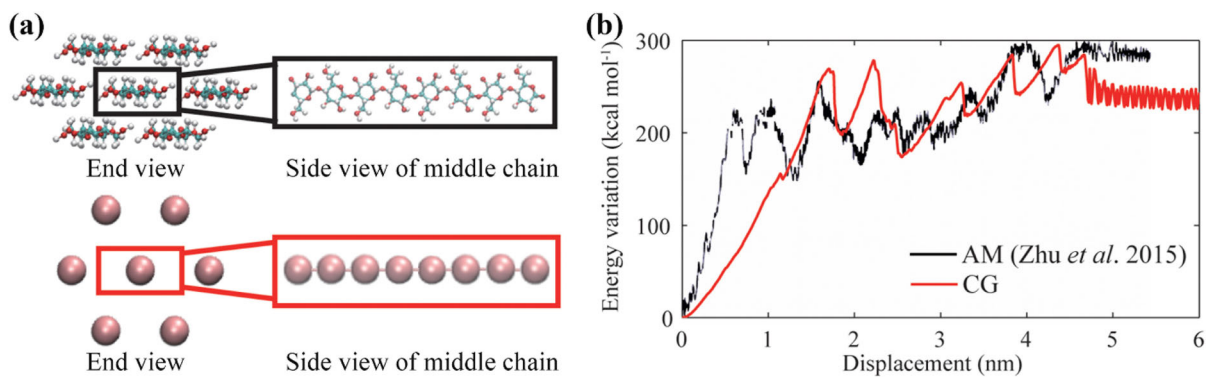 (a)
End view
Side view of middle chain
End view
Side view of middle chain
(b)
Energy variation (kcal mol⁻¹)
300
200
100
0
AM (Zhu et al. 2015)
CG
0 1 2 3 4 5 6
Displacement (nm)